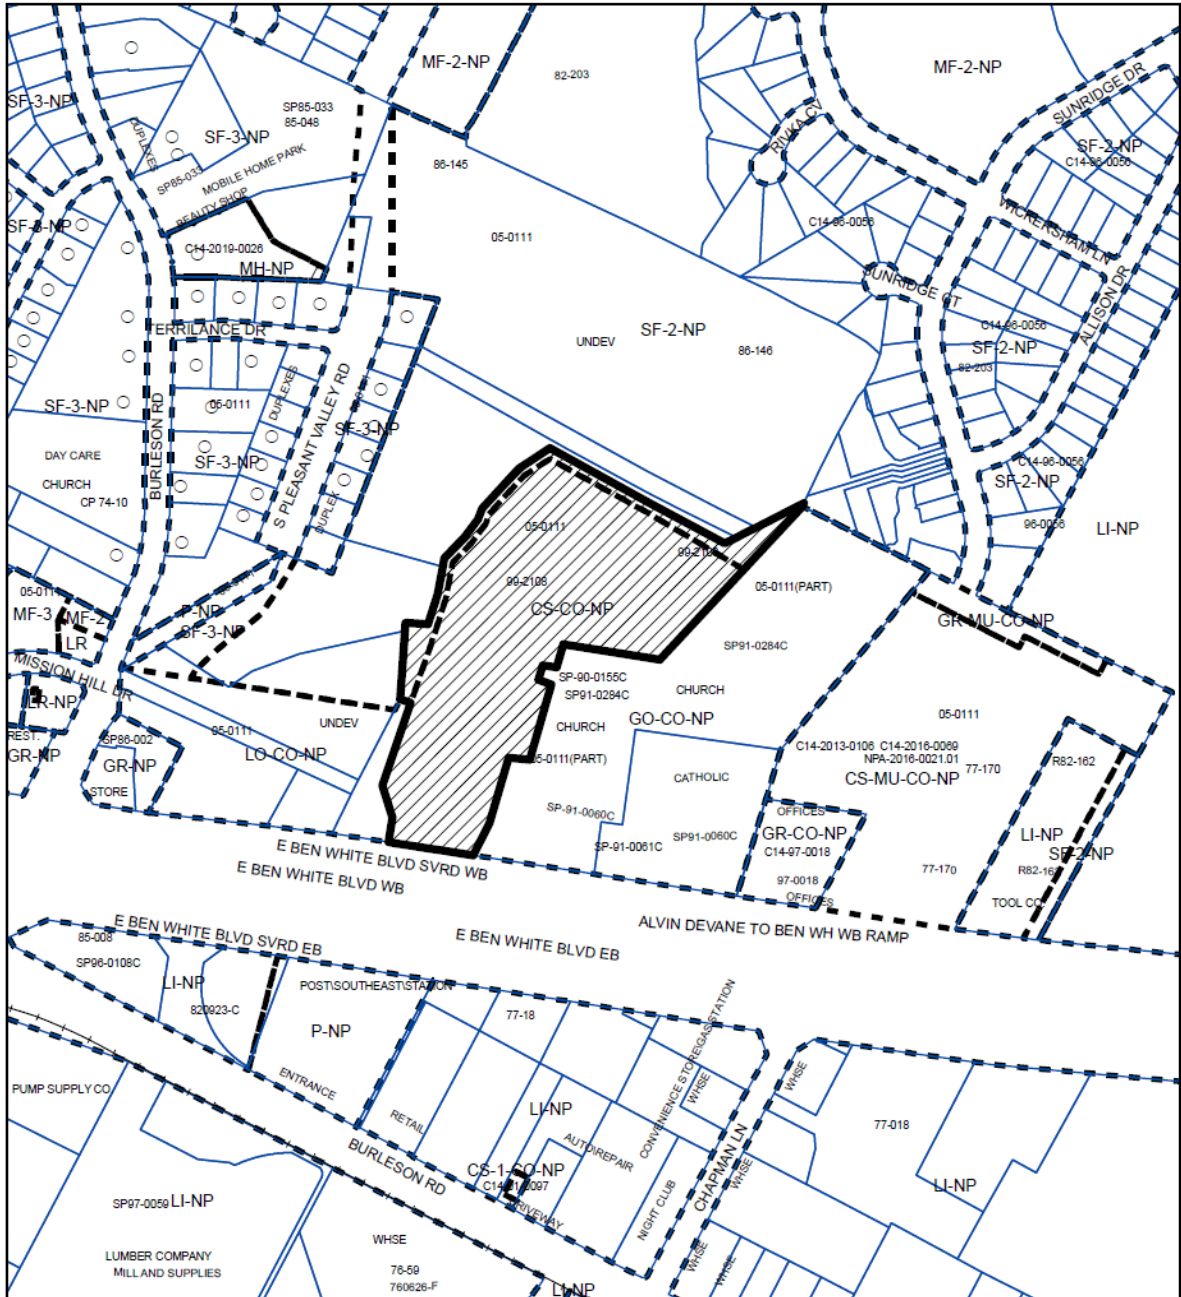 MF-2-NP
82-203
MF-2-NP
SUNRIDGE DR
SF-3-NP
SP85-033
85-048
SF-3-NP
DUPLEXES
RIVKA CV
SF-2-NP
C14-96-0056
86-145
MOBILE HOME PARK
SP85-033
BEAUTY SHOP
SF-3-NP
WICKERSHAM LN
C14-96-0056
05-0111
C14-2019-0026
MH-NP
SUNRIDGE CT
ALLISON DR
TERRILANCE DR
SF-2-NP
C14-96-0056
UNDEV
86-146
SF-2-NP
82-203
S PLEASANT VALLEY RD
DUPLEXES
SF-3-NP
BURLESON RD
05-0111
SF-3-NP
DAY CARE
SF-3-NP
C14-96-0056
CHURCH
SF-2-NP
CP 74-10
DUPLEX
05-0111
96-0056
LI-NP
99-2108
05-0111
99-2108
05-0111(PART)
P-NP
CS-CO-NP
MF-3
MF-2
SF-3-NP
GR-MU-CO-NP
LR
SP91-0284C
MISSION HILL DR
SP-90-0155C
SP91-0284C
CHURCH
LR-NP
05-0111
UNDEV
CHURCH
GO-CO-NP
05-0111
REST.
SP86-002
GR-NP
LO-CO-NP
05-0111(PART)
C14-2013-0106 C14-2016-0069
NPA-2016-0021.01
GR-NP
CS-MU-CO-NP
77-170
R82-162
CATHOLIC
STORE
SP-91-0060C
OFFICES
GR-CO-NP
LI-NP
SP91-0060C
SP-91-0061C
C14-97-0018
SF-2-NP
E BEN WHITE BLVD SVRD WB
77-170
E BEN WHITE BLVD WB
97-0018
OFFICES
TOOL CO.
E BEN WHITE BLVD SVRD EB
ALVIN DEVANE TO BEN WH WB RAMP
85-008
E BEN WHITE BLVD EB
SP96-0108C
LI-NP
POST\SOUTHEAST\STATION
820923-C
77-18
P-NP
CONVENIENCE STORE\GAS STATION
WHSE
WHSE
PUMP SUPPLY CO.
ENTRANCE
RETAIL
LI-NP
77-018
AUTO\REPAIR
BURLESON RD
CHAPMAN LN
CS-1-CO-NP
WHSE
LI-NP
SP97-0059
LI-NP
NIGHT CLUB
DRIVEWAY
WHSE
WHSE
WHSE
LUMBER COMPANY
MILL AND SUPPLIES
76-59
760626-F
LI-NP